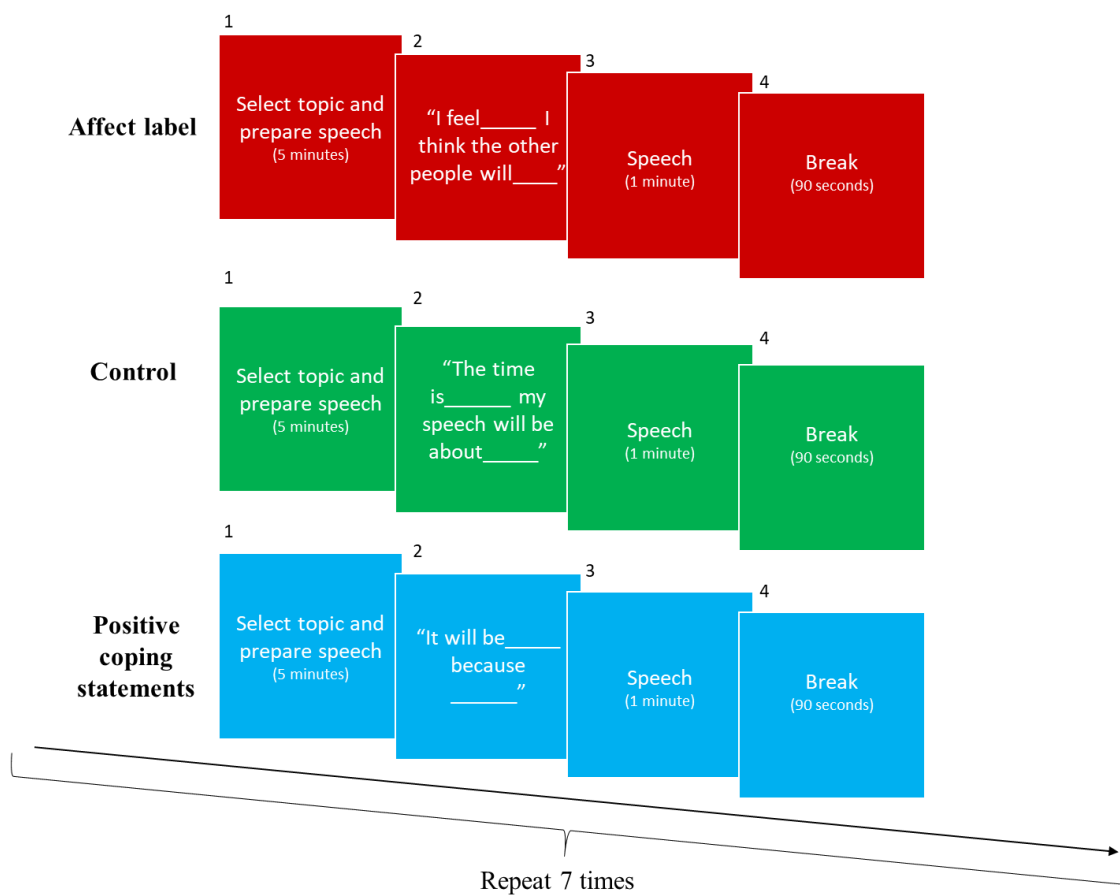 1
2
3
4
Affect label
Select topic and
prepare speech
(5 minutes)
“I feel_____ I
think the other
people will____”
Speech
(1 minute)
Break
(90 seconds)
1
2
3
4
Control
Select topic and
prepare speech
(5 minutes)
“The time
is______ my
speech will be
about_____”
Speech
(1 minute)
Break
(90 seconds)
1
2
3
4
Positive
coping
statements
Select topic and
prepare speech
(5 minutes)
“It will be_____
because
______”
Speech
(1 minute)
Break
(90 seconds)
Repeat 7 times